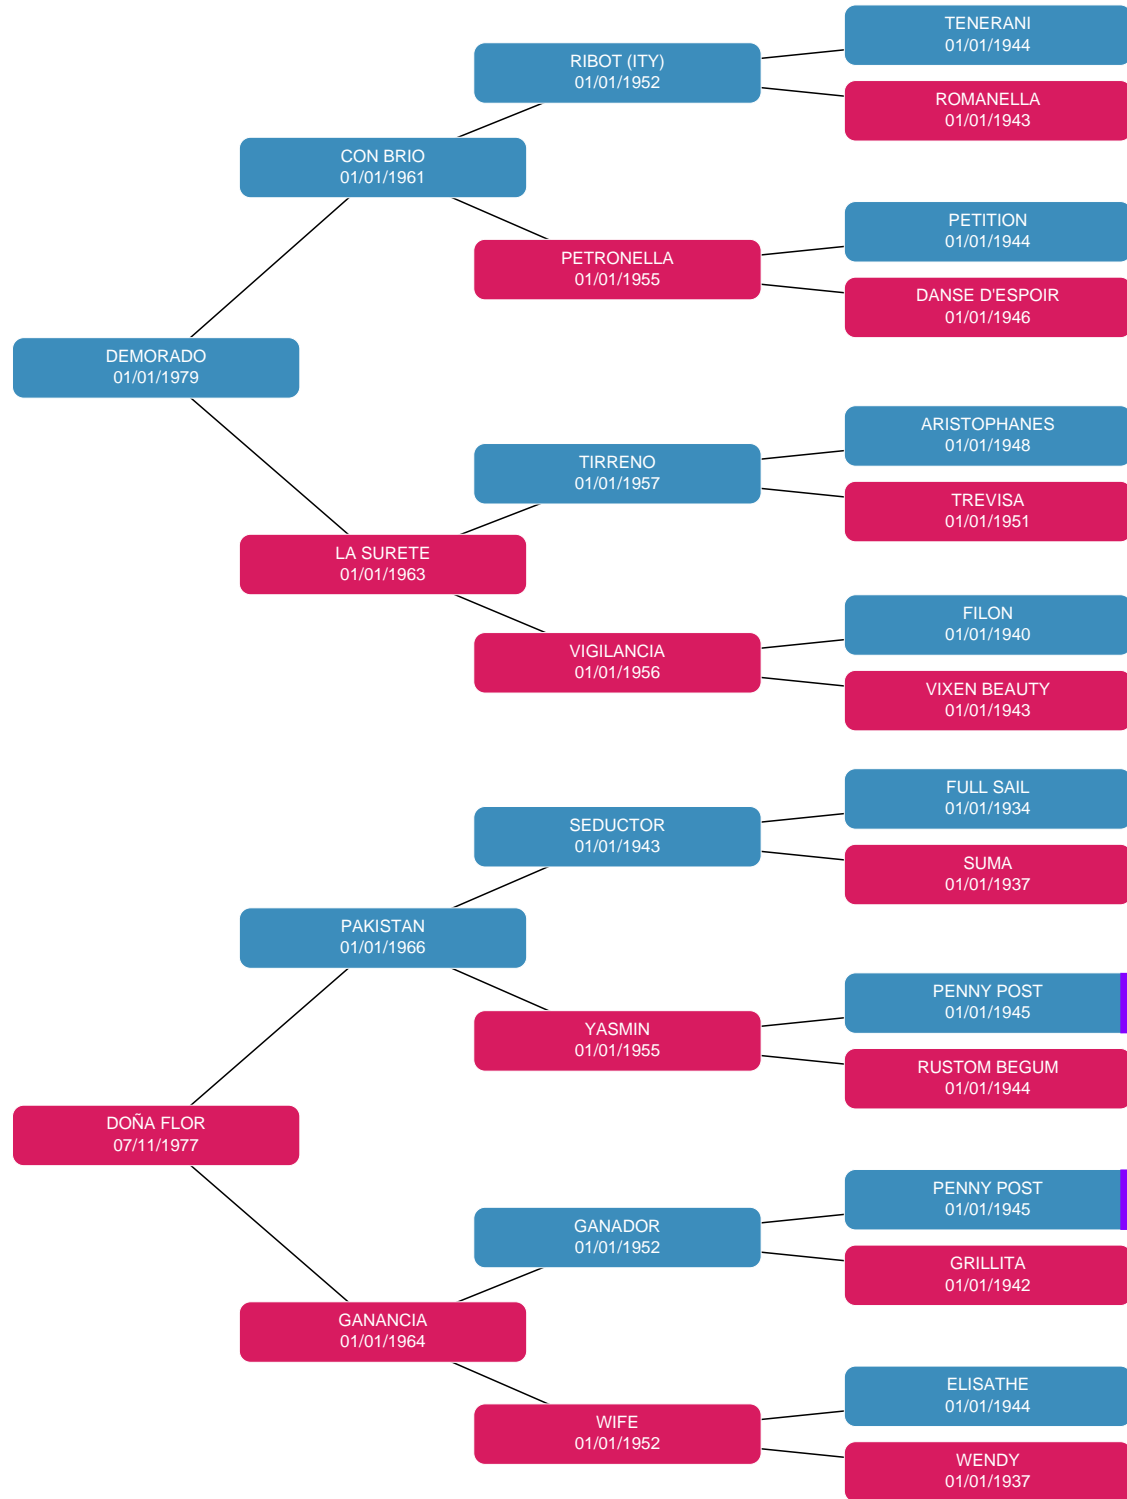 TENERANI
01/01/1944
RIBOT (ITY)
01/01/1952
ROMANELLA
01/01/1943
CON BRIO
01/01/1961
PETITION
01/01/1944
PETRONELLA
01/01/1955
DANSE D'ESPOIR
01/01/1946
DEMORADO
01/01/1979
ARISTOPHANES
01/01/1948
TIRRENO
01/01/1957
TREVISA
01/01/1951
LA SURETE
01/01/1963
FILON
01/01/1940
VIGILANCIA
01/01/1956
VIXEN BEAUTY
01/01/1943
FULL SAIL
01/01/1934
SEDUCTOR
01/01/1943
SUMA
01/01/1937
PAKISTAN
01/01/1966
PENNY POST
01/01/1945
YASMIN
01/01/1955
RUSTOM BEGUM
01/01/1944
DOÑA FLOR
07/11/1977
PENNY POST
01/01/1945
GANADOR
01/01/1952
GRILLITA
01/01/1942
GANANCIA
01/01/1964
ELISATHE
01/01/1944
WIFE
01/01/1952
WENDY
01/01/1937